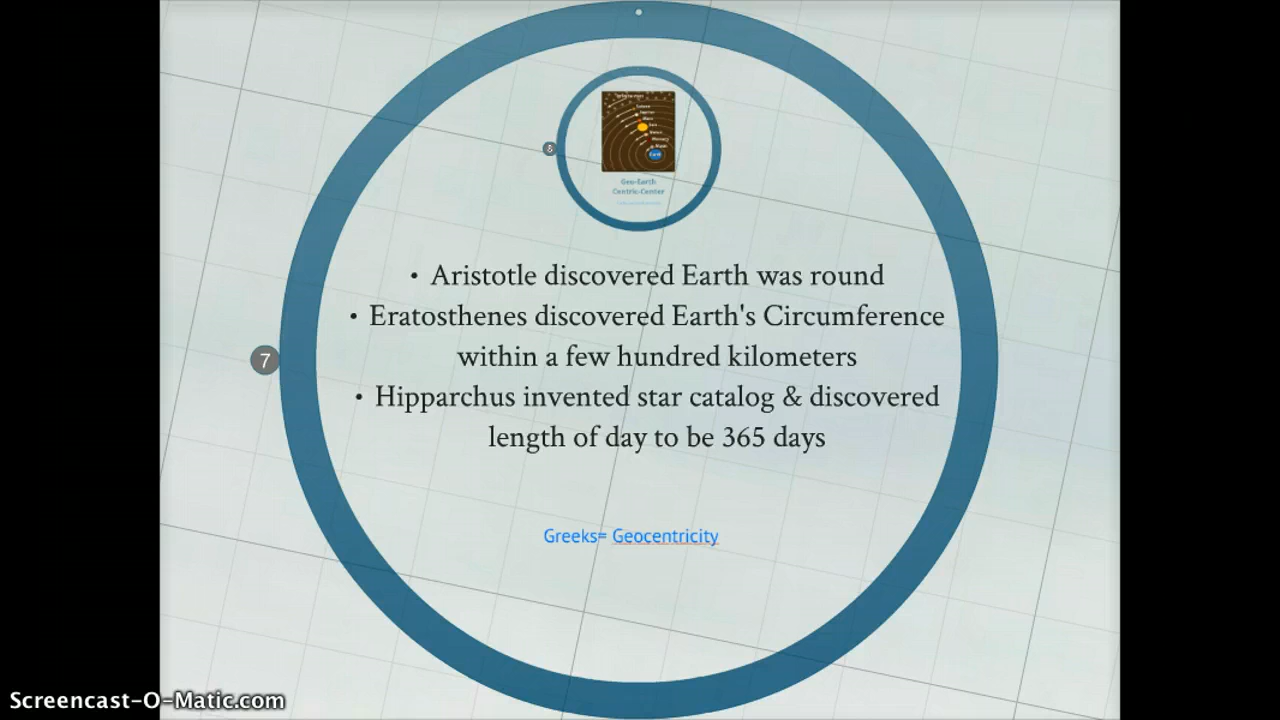 8
Geo-Earth
Centric-Center
• Aristotle discovered Earth was round
• Eratosthenes discovered Earth's Circumference
within a few hundred kilometers
7
• Hipparchus invented star catalog & discovered
length of day to be 365 days
Greeks= Geocentricity
Screencast-O-Matic.com